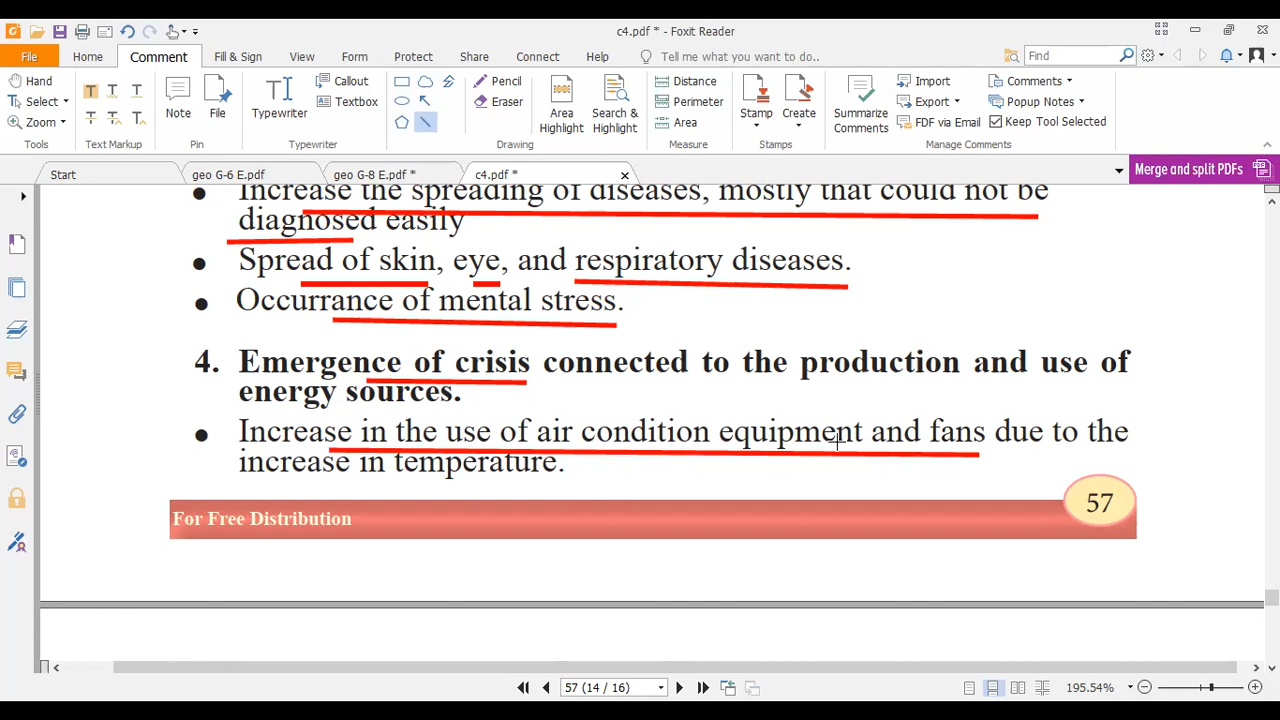 c4.pdf * - Foxit Reader
File Home Comment Fill & Sign View Form Protect Share Connect Help Tell me what you want to do.. Find
Hand
Select
Zoom
Tools
Text Markup
Note
File
Pin
Typewriter
Callout
Textbox
Typewriter
Pencil
Eraser
Drawing
Area Highlight
Search & Highlight
Distance
Perimeter
Area
Measure
Stamp
Create
Stamps
Summarize Comments
Import
Export
FDF via Email
Comments
Popup Notes
Keep Tool Selected
Manage Comments
Start geo G-6 E.pdf geo G-8 E.pdf * c4.pdf * Merge and split PDFs
• Increase the spreading of diseases, mostly that could not be
diagnosed easily
• Spread of skin, eye, and respiratory diseases.
• Occurrance of mental stress.
4. Emergence of crisis connected to the production and use of
energy sources.
• Increase in the use of air condition equipment and fans due to the
increase in temperature.
For Free Distribution
57
57 (14 / 16) 195.54%